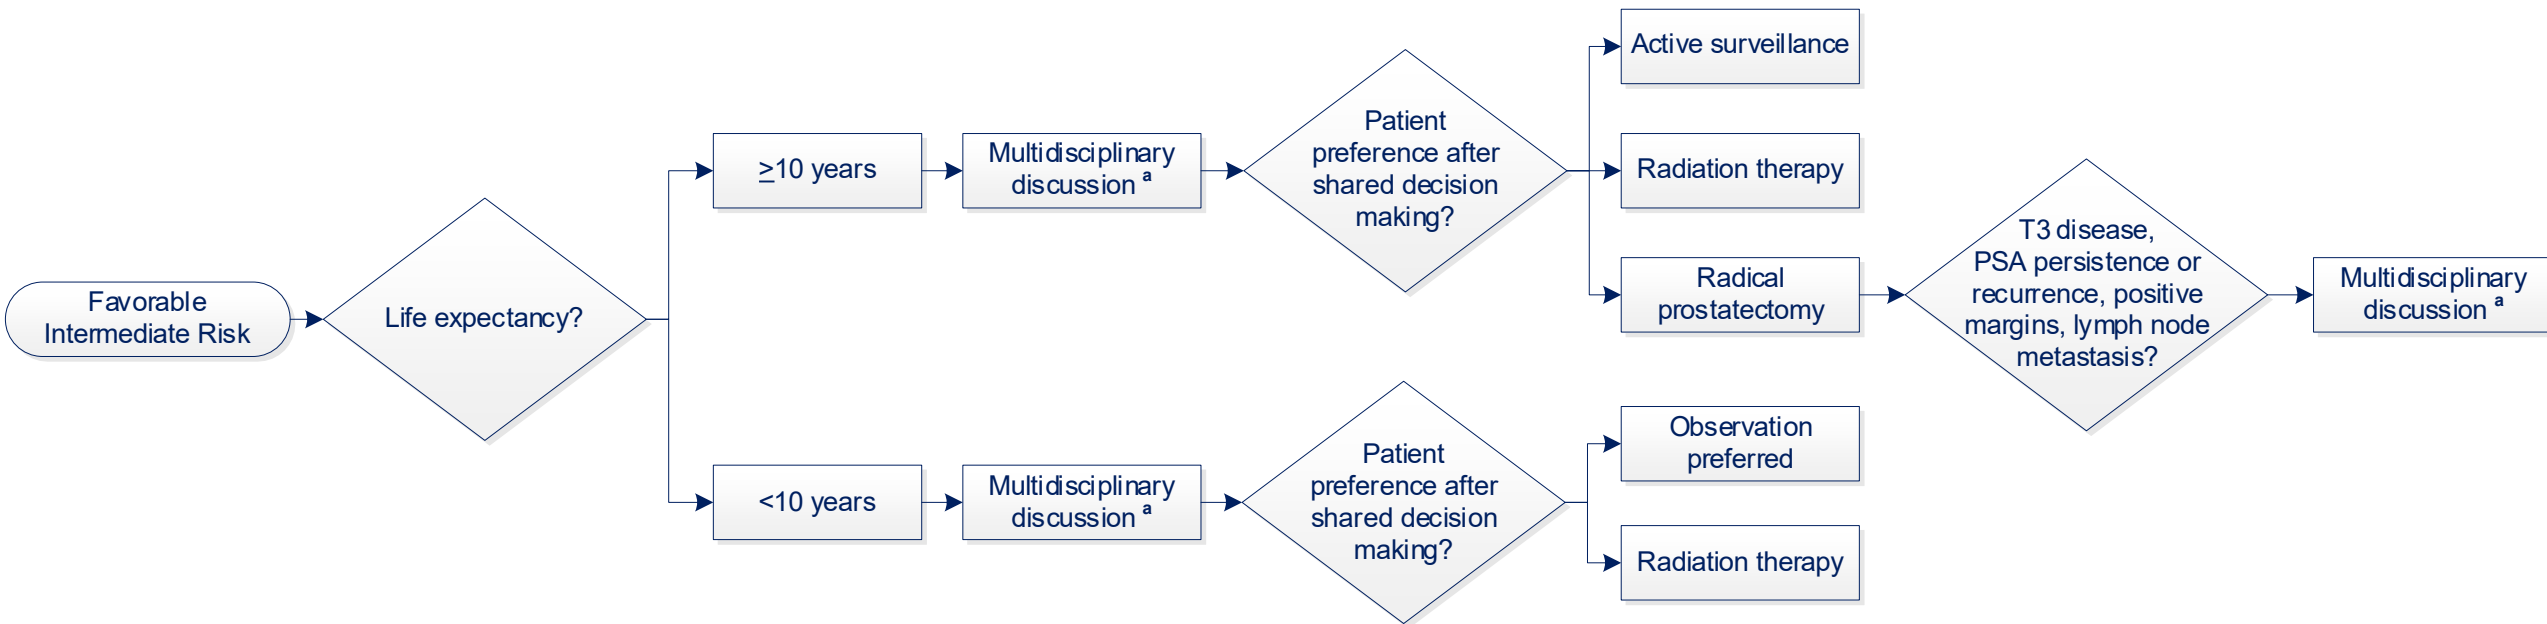 Favorable
Intermediate Risk
Life expectancy?
≥10 years
Multidisciplinary
discussion a
Patient
preference after
shared decision
making?
Active surveillance
Radiation therapy
Radical
prostatectomy
T3 disease,
PSA persistence or
recurrence, positive
margins, lymph node
metastasis?
Multidisciplinary
discussion a
<10 years
Multidisciplinary
discussion a
Patient
preference after
shared decision
making?
Observation
preferred
Radiation therapy